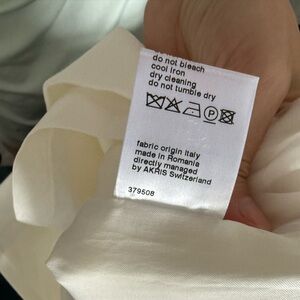 do not bleach
cool iron
dry cleaning
do not tumble dry
P
fabric origin Italy
made in Romania
directly managed
by AKRIS Switzerland
379508